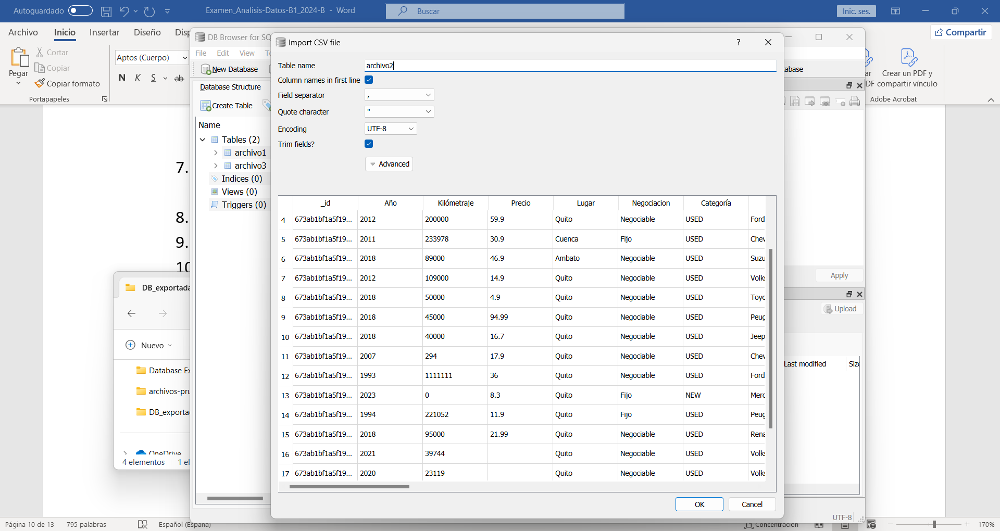 Autoguardado
Examen_Analisis-Datos-B1_2024-B - Word
Buscar
Inic. ses.
Archivo
Inicio
Insertar
Diseño
Compartir
Pegar
Cortar
Copiar
Copiar formato
Portapapeles
Aptos (Cuerpo)
N K S ab
Crear un PDF y
compartir vínculo
Adobe Acrobat
7.
8.
9.
DB Browser for SQ
File Edit View
New Database
Database Structure
Create Table
Name
Tables (2)
archivo1
archivo3
Indices (0)
Views (0)
Triggers (0)
Apply
Upload
Last modified
UTF-8
DB_exportada
Nuevo
archivos-pru
OneDrive
4 elementos
Import CSV file
?
Table name archivo2
Column names in first line
Field separator ,
Quote character "
Encoding UTF-8
Trim fields?
Advanced
_id Año Kilómetraje Precio Lugar Negociacion Categoría
4 673ab1bf1a5f19... 2012 200000 59.9 Quito Negociable USED Ford
5 673ab1bf1a5f19... 2011 233978 30.9 Cuenca Fijo USED Chev
6 673ab1bf1a5f19... 2018 89000 46.9 Ambato Negociable USED Suzu
7 673ab1bf1a5f19... 2012 109000 14.9 Quito Negociable USED Volks
8 673ab1bf1a5f19... 2018 50000 4.9 Quito Negociable USED Toyo
9 673ab1bf1a5f19... 2018 45000 94.99 Quito Negociable USED Peug
10 673ab1bf1a5f19... 2018 40000 16.7 Quito Negociable USED Jeep
11 673ab1bf1a5f19... 2007 294 17.9 Quito Negociable USED Chev
12 673ab1bf1a5f19... 1993 1111111 36 Quito Negociable USED Ford
13 673ab1bf1a5f19... 2023 0 8.3 Quito Fijo NEW Merc
14 673ab1bf1a5f19... 1994 221052 11.9 Quito Fijo USED Peug
15 673ab1bf1a5f19... 2018 95000 21.99 Quito Negociable USED Rena
16 673ab1bf1a5f19... 2021 39744 Quito Negociable USED Volks
17 673ab1bf1a5f19... 2020 23119 Quito Negociable USED Volks
OK
Cancel
Página 10 de 13
795 palabras
Español (España)
Concentración
170%